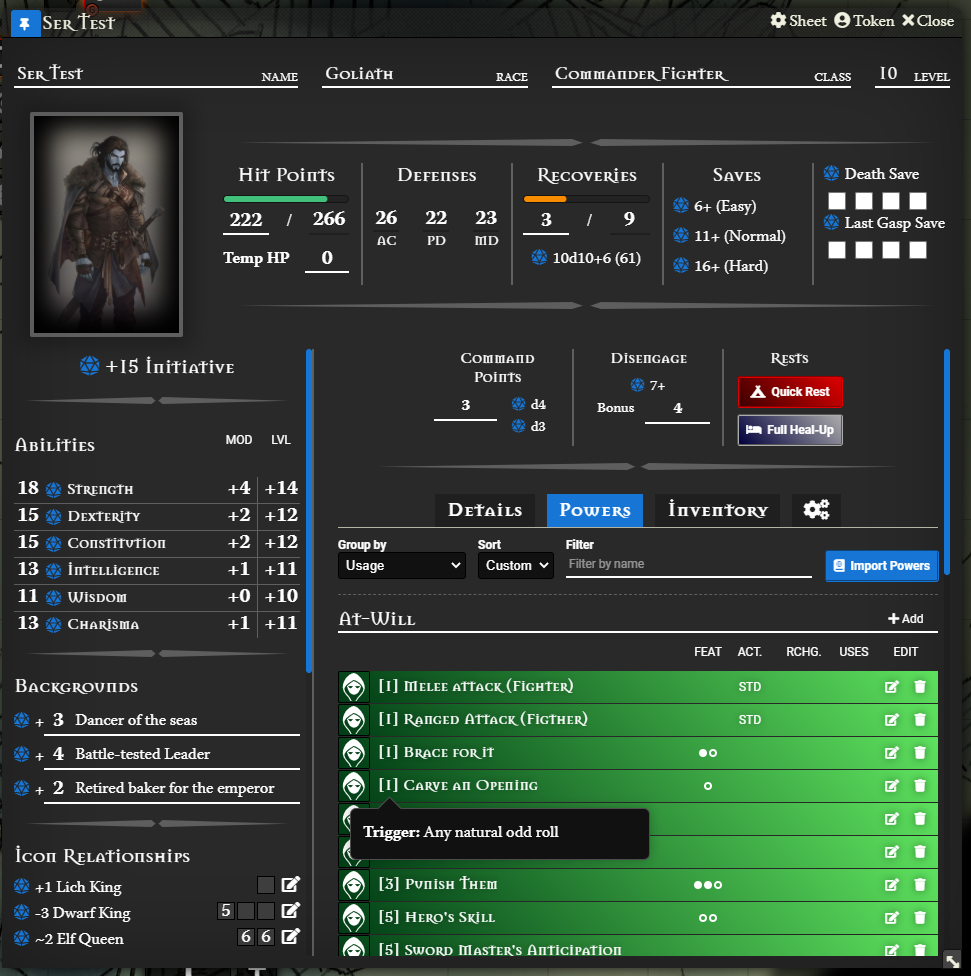 Ser Test
Sheet Token Close
Ser Test NAME Goliath RACE Commander Fighter CLASS 10 LEVEL
Hit Points
222 / 266
Temp HP 0
Defenses
26 22 23
AC PD MD
Recoveries
3 / 9
10d10+6 (61)
Saves
6+ (Easy)
11+ (Normal)
16+ (Hard)
Death Save
Last Gasp Save
+15 Initiative
Abilities MOD LVL
18 Strength +4 +14
15 Dexterity +2 +12
15 Constitution +2 +12
13 Intelligence +1 +11
11 Wisdom +0 +10
13 Charisma +1 +11
Backgrounds
+ 3 Dancer of the seas
+ 4 Battle-tested Leader
+ 2 Retired baker for the emperor
Icon Relationships
+1 Lich King
-3 Dwarf King 5
~2 Elf Queen 6 6
Command
Points
3 d4
d3
Disengage
7+
Bonus 4
Rests
Quick Rest
Full Heal-Up
Details Powers Inventory
Group by Sort Filter
Usage Custom Filter by name Import Powers
At-Will Add
FEAT ACT. RCHG. USES EDIT
[1] Melee attack (Fighter) STD
[1] Ranged Attack (Figther) STD
[1] Brace for it
[1] Carve an Opening
Trigger: Any natural odd roll
[3] Punish Them
[5] Hero's Skill
[5] Sword Master's Anticipation